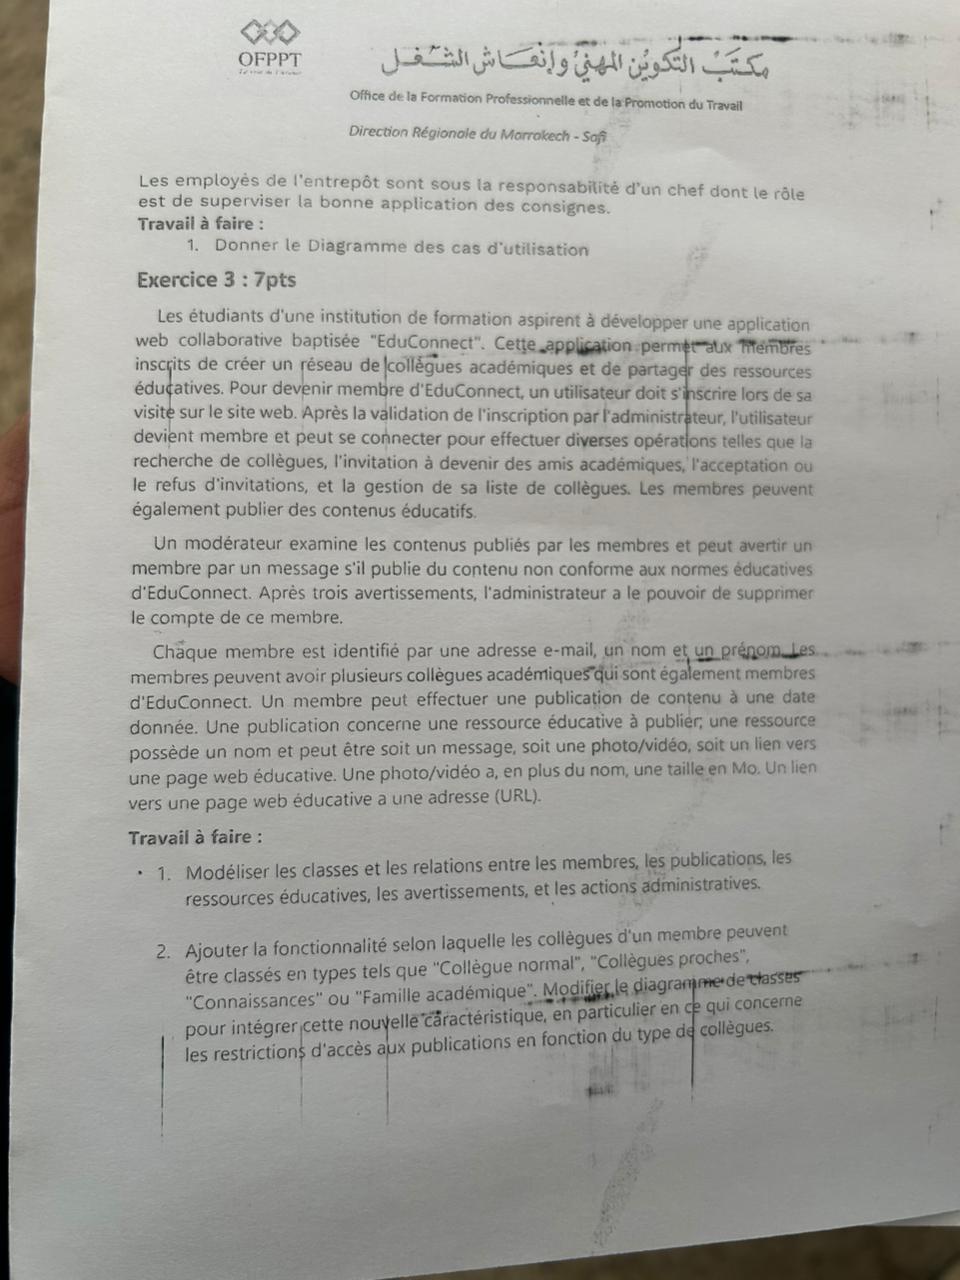 OFPPT
مكتب التكوين المهني وإنعاش الشغل
Office de la Formation Professionnelle et de la Promotion du Travail
Direction Régionale du Marrakech - Safi
Les employés de l'entrepôt sont sous la responsabilité d'un chef dont le rôle
est de superviser la bonne application des consignes.
Travail à faire :
1. Donner le Diagramme des cas d'utilisation
Exercice 3 : 7pts
Les étudiants d'une institution de formation aspirent à développer une application
web collaborative baptisée "EduConnect". Cette application permet aux membres
inscrits de créer un réseau de collègues académiques et de partager des ressources
éducatives. Pour devenir membre d'EduConnect, un utilisateur doit s'inscrire lors de sa
visite sur le site web. Après la validation de l'inscription par l'administrateur, l'utilisateur
devient membre et peut se connecter pour effectuer diverses opérations telles que la
recherche de collègues, l'invitation à devenir des amis académiques, l'acceptation ou
le refus d'invitations, et la gestion de sa liste de collègues. Les membres peuvent
également publier des contenus éducatifs.
Un modérateur examine les contenus publiés par les membres et peut avertir un
membre par un message s'il publie du contenu non conforme aux normes éducatives
d'EduConnect. Après trois avertissements, l'administrateur a le pouvoir de supprimer
le compte de ce membre.
Chaque membre est identifié par une adresse e-mail, un nom et un prénom. Les
membres peuvent avoir plusieurs collègues académiques qui sont également membres
d'EduConnect. Un membre peut effectuer une publication de contenu à une date
donnée. Une publication concerne une ressource éducative à publier; une ressource
possède un nom et peut être soit un message, soit une photo/vidéo, soit un lien vers
une page web éducative. Une photo/vidéo a, en plus du nom, une taille en Mo. Un lien
vers une page web éducative a une adresse (URL).
Travail à faire :
1. Modéliser les classes et les relations entre les membres, les publications, les
ressources éducatives, les avertissements, et les actions administratives.
2. Ajouter la fonctionnalité selon laquelle les collègues d'un membre peuvent
être classés en types tels que "Collègue normal", "Collègues proches",
"Connaissances" ou "Famille académique". Modifier le diagramme de classes
pour intégrer cette nouvelle caractéristique, en particulier en ce qui concerne
les restrictions d'accès aux publications en fonction du type de collègues.